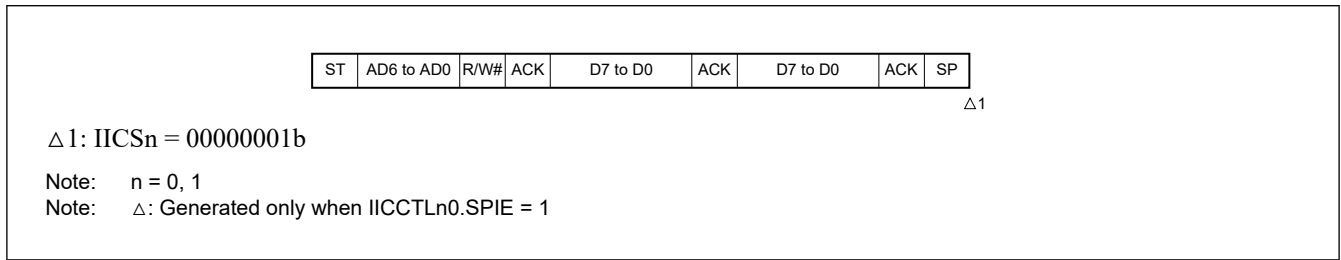 ST AD6 to AD0 R/W# ACK D7 to D0 ACK D7 to D0 ACK SP
△1
△1: IICSn = 00000001b
Note: n = 0, 1
Note: △: Generated only when IICCTLn0.SPIE = 1